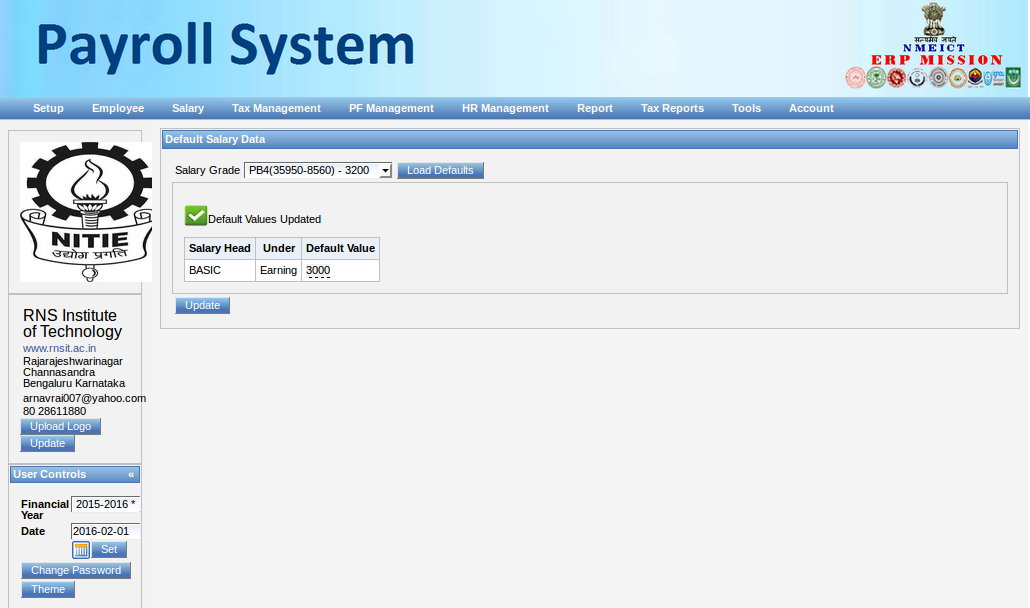 Payroll System
सत्यमेव जयते
NMEICT
ERP MISSION
Setup Employee Salary Tax Management PF Management HR Management Report Tax Reports Tools Account
NITIE
उद्योग प्रगति
RNS Institute
of Technology
www.rnsit.ac.in
Rajarajeshwarinagar
Channasandra
Bengaluru Karnataka
arnavrai007@yahoo.com
80 28611880
Upload Logo
Update
User Controls «
Financial Year 2015-2016 *
Date 2016-02-01
Set
Change Password
Theme
Default Salary Data
Salary Grade PB4(35950-8560) - 3200 Load Defaults
Default Values Updated
Salary Head Under Default Value
BASIC Earning 3000
Update